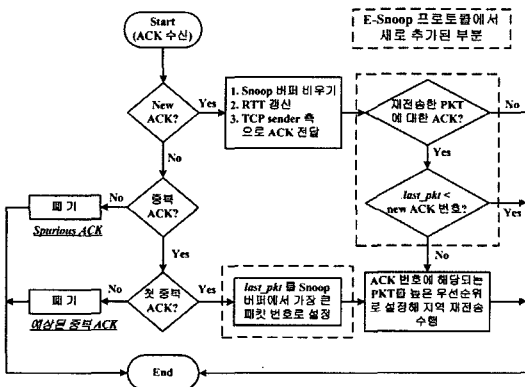 Start
(ACK 수신)
E-Snoop 프로토콜에서
새로 추가된 부분
New
ACK?
Yes
1. Snoop 버퍼 비우기
2. RTT 갱신
3. TCP sender 측
으로 ACK 전달
재전송한 PKT
에 대한 ACK?
No
No
Yes
중복
ACK?
No
폐 기
Spurious ACK
last_pkt <
new ACK 번호?
Yes
Yes
No
첫 중복
ACK?
No
폐 기
예상된 중복 ACK
Yes
last_pkt 를 Snoop
버퍼에서 가장 큰
패킷 번호로 설정
ACK 번호에 해당되는
PKT를 높은 우선순위
로 설정해 지역 재전송
수행
End